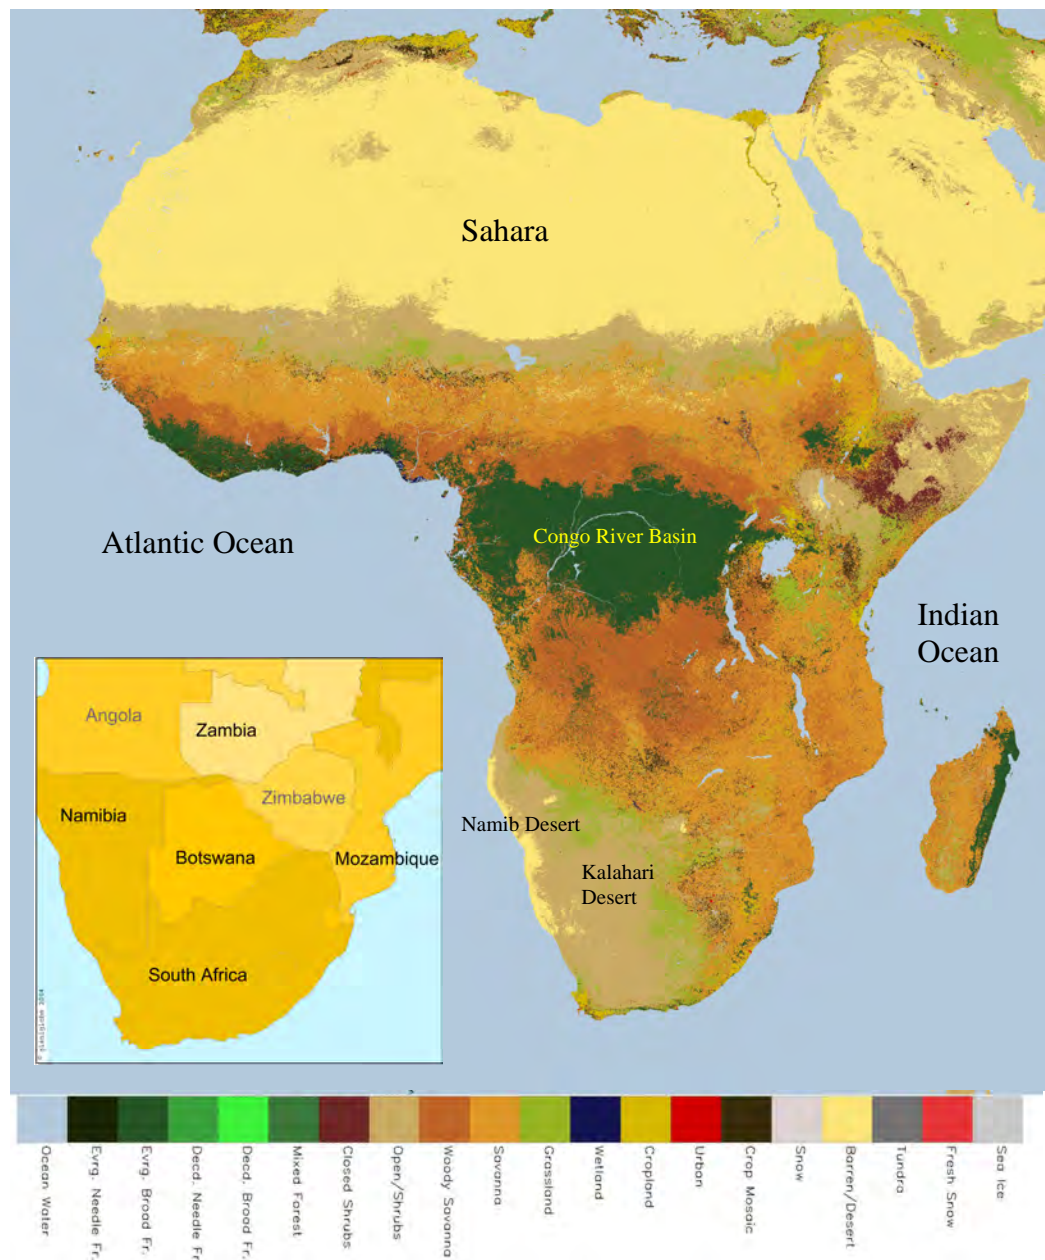 Sahara
Congo River Basin
Atlantic Ocean
Indian
Ocean
Angola
Zambia
Zimbabwe
Namibia
Botswana
Mozambique
South Africa
Namib Desert
Kalahari
Desert
Ocean Water
Evrg. Needle Fr.
Evrg. Broad Fr.
Decd. Needle Fr.
Decd. Broad Fr.
Mixed Forest
Closed Shrubs
Open/Shrubs
Woody Savanna
Savanna
Grassland
Wetland
Cropland
Urban
Crop Mosaic
Snow
Barren/Desert
Tundra
Fresh Snow
Sea Ice